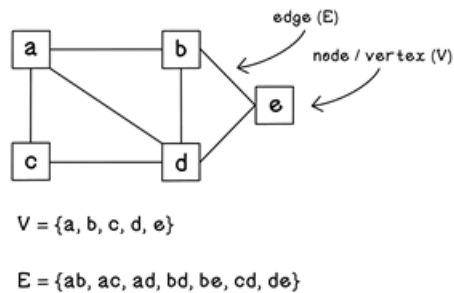 edge (E)
node / vertex (V)
a
b
e
c
d
V = {a, b, c, d, e}
E = {ab, ac, ad, bd, be, cd, de}